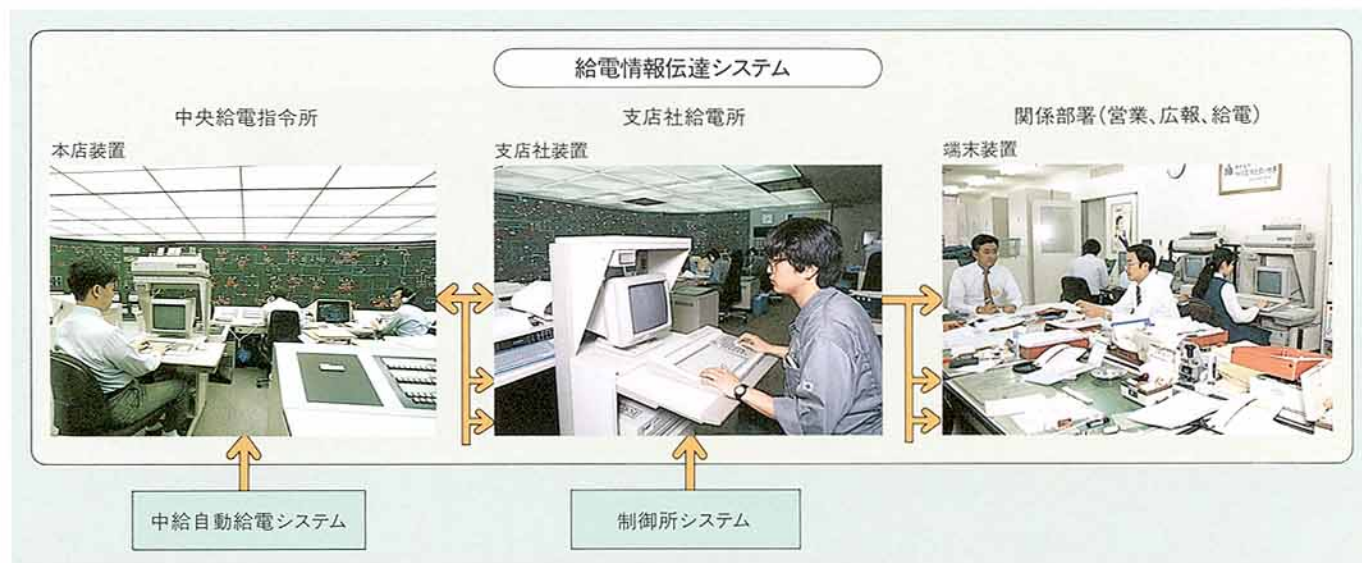 給電情報伝達システム
中央給電指令所
支店社給電所
関係部署(営業、広報、給電)
本店装置
支店社装置
端末装置
中給自動給電システム
制御所システム